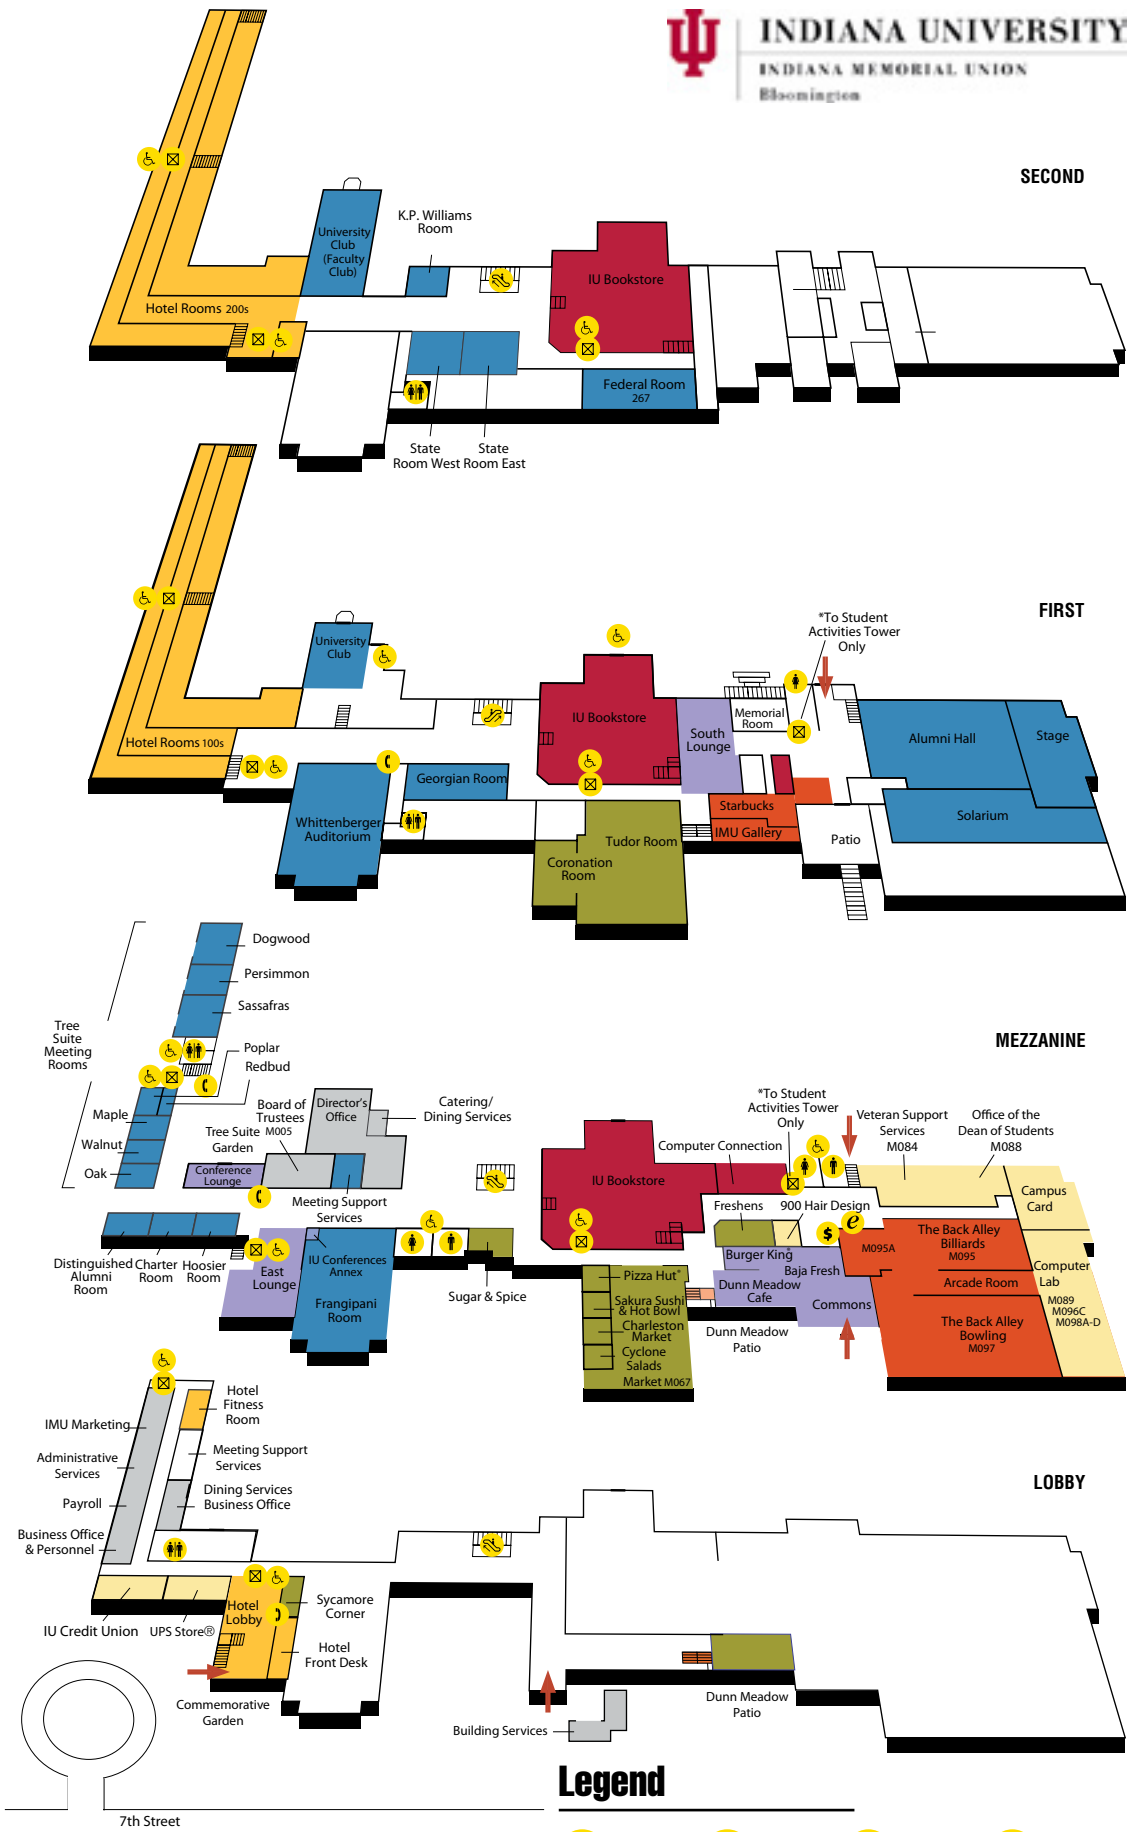 INDIANA UNIVERSITY
INDIANA MEMORIAL UNION
Bloomington
SECOND
K.P. Williams
Room
University
Club
(Faculty
Club)
IU Bookstore
Hotel Rooms 200s
Federal Room
267
State
Room West
State
Room East
FIRST
*To Student
Activities Tower
Only
University
Club
IU Bookstore
South
Lounge
Memorial
Room
Alumni Hall
Stage
Hotel Rooms 100s
Georgian Room
Whittenberger
Auditorium
Starbucks
IMU Gallery
Solarium
Patio
Tudor Room
Coronation
Room
MEZZANINE
Dogwood
Persimmon
Sassafras
Tree
Suite
Meeting
Rooms
Poplar
Redbud
Maple
Walnut
Oak
Board of
Trustees
M005
Tree Suite
Garden
Director's
Office
Catering/
Dining Services
Conference
Lounge
Meeting Support
Services
IU Bookstore
Computer Connection
*To Student
Activities Tower
Only
Veteran Support
Services
M084
Office of the
Dean of Students
M088
Campus
Card
Freshens
900 Hair Design
$
e
M095A
The Back Alley
Billiards
M095
Burger King®
Baja Fresh
Dunn Meadow
Cafe
Commons
Arcade Room
Computer
Lab
M089
M096C
M098A-D
The Back Alley
Bowling
M097
Distinguished
Alumni
Room
Charter
Room
Hoosier
Room
East
Lounge
IU Conferences
Annex
Frangipani
Room
Sugar & Spice
Pizza Hut®
Sakura Sushi
& Hot Bowl
Charleston
Market
Cyclone
Salads
Market M067
Dunn Meadow
Patio
LOBBY
Hotel
Fitness
Room
IMU Marketing
Meeting Support
Services
Administrative
Services
Dining Services
Business Office
Payroll
Business Office
& Personnel
IU Credit Union
UPS Store®
Hotel
Lobby
Sycamore
Corner
Hotel
Front Desk
Commemorative
Garden
Building Services
Dunn Meadow
Patio
7th Street
Legend